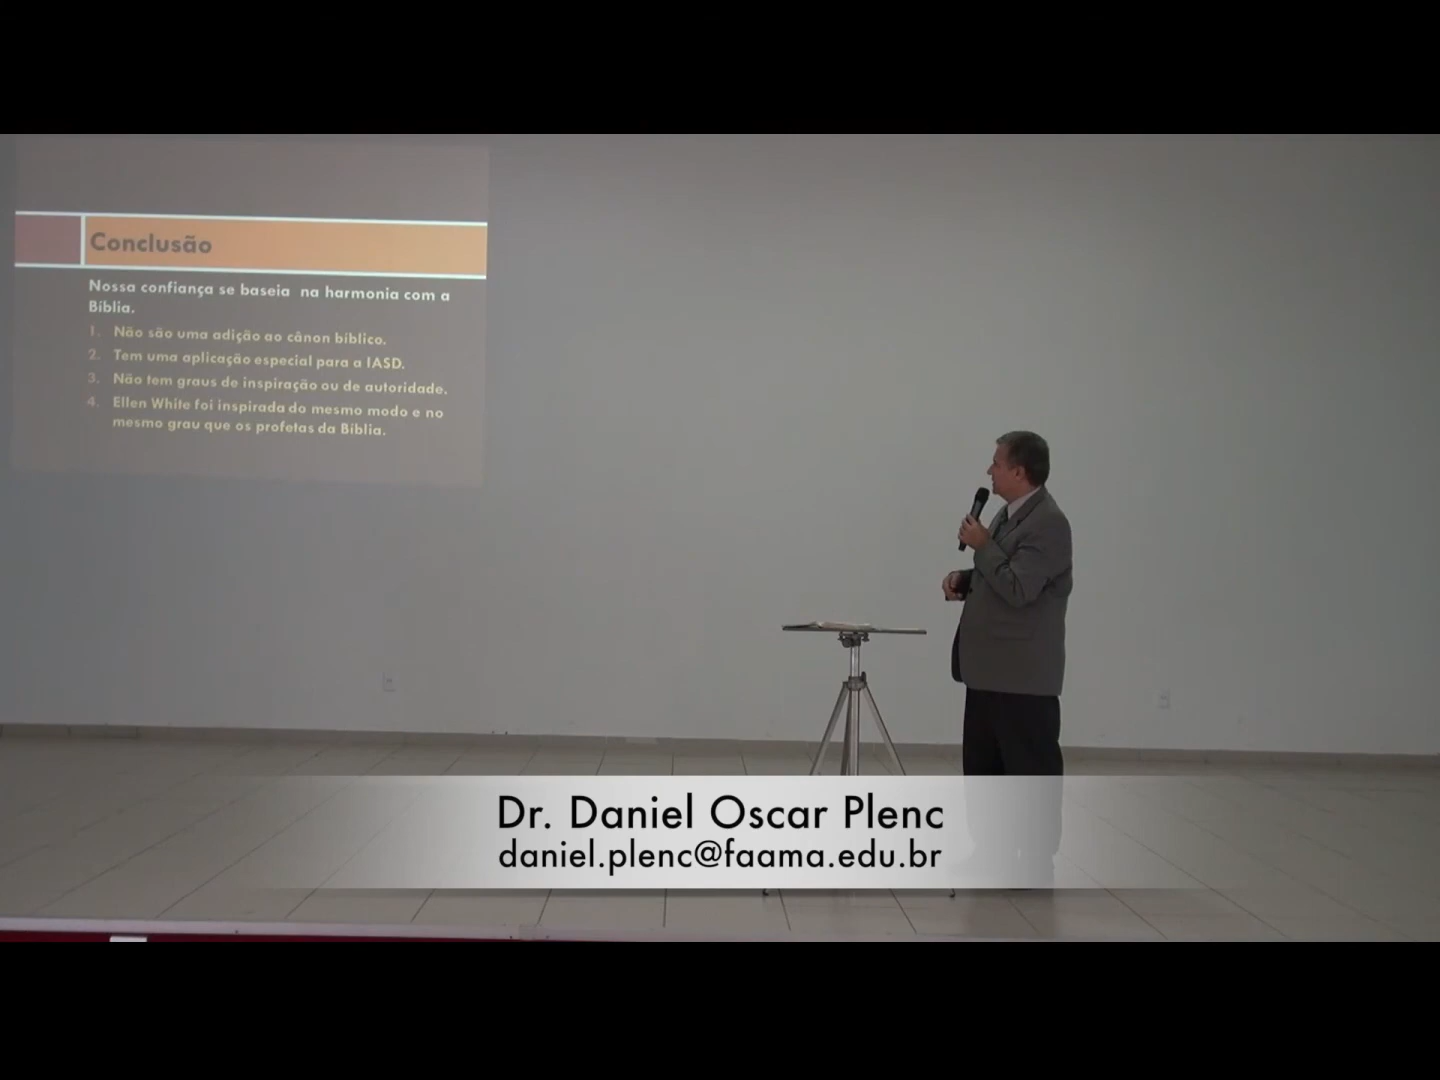 Conclusão
Nossa confiança se baseia na harmonia com a
Bíblia.
1. Não são uma adição ao cânon bíblico.
2. Tem uma aplicação especial para a IASD.
3. Não tem graus de inspiração ou de autoridade.
4. Ellen White foi inspirada do mesmo modo e no
mesmo grau que os profetas da Bíblia.
Dr. Daniel Oscar Plenc
daniel.plenc@faama.edu.br